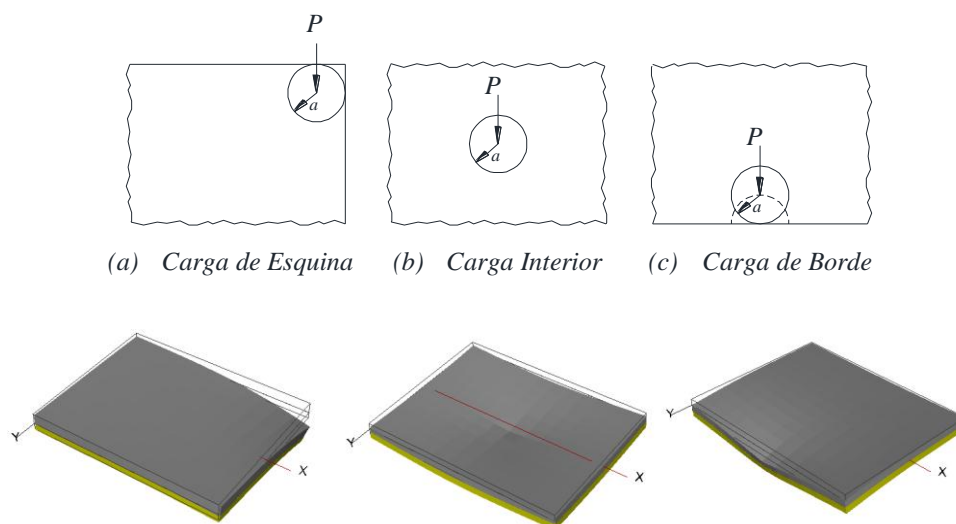 P
a
(a) Carga de Esquina
P
a
(b) Carga Interior
P
a
(c) Carga de Borde
Y
X
Y
X
Y
X